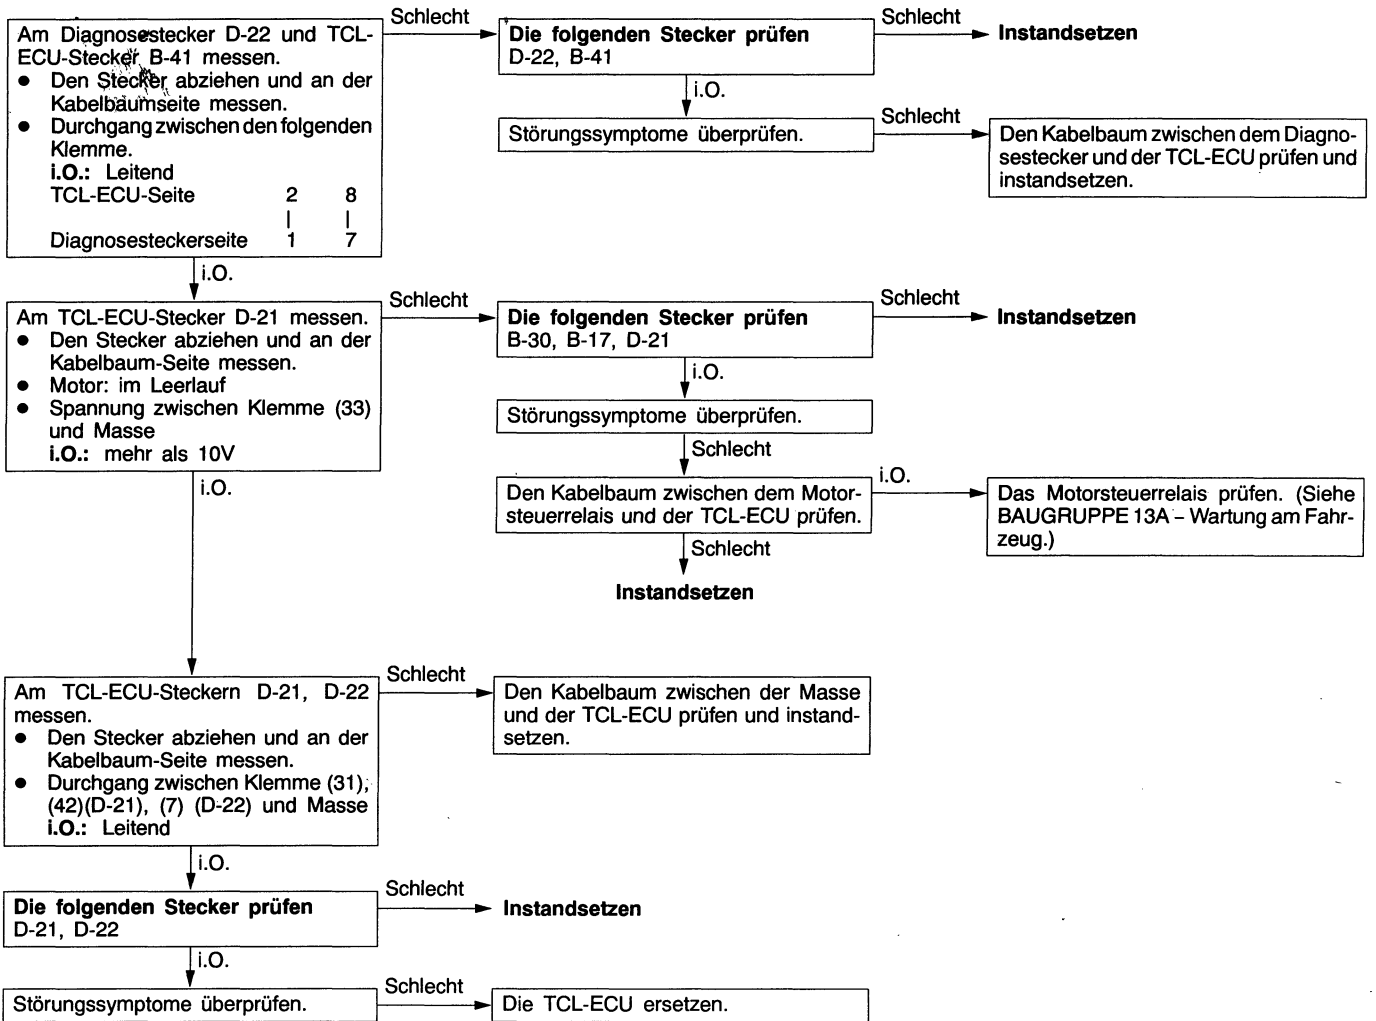 Am Diagnosestecker D-22 und TCL-
ECU-Stecker B-41 messen.
● Den Stecker abziehen und an der
Kabelbaumseite messen.
● Durchgang zwischen den folgenden
Klemme.
i.O.: Leitend
TCL-ECU-Seite 2 8
| |
Diagnosesteckerseite 1 7
Schlecht
Die folgenden Stecker prüfen
D-22, B-41
Schlecht
Instandsetzen
i.O.
Störungssymptome überprüfen.
Schlecht
Den Kabelbaum zwischen dem Diagno-
sestecker und der TCL-ECU prüfen und
instandsetzen.
i.O.
Am TCL-ECU-Stecker D-21 messen.
● Den Stecker abziehen und an der
Kabelbaum-Seite messen.
● Motor: im Leerlauf
● Spannung zwischen Klemme (33)
und Masse
i.O.: mehr als 10V
Schlecht
Die folgenden Stecker prüfen
B-30, B-17, D-21
Schlecht
Instandsetzen
i.O.
Störungssymptome überprüfen.
Schlecht
Den Kabelbaum zwischen dem Motor-
steuerrelais und der TCL-ECU prüfen.
i.O.
Das Motorsteuerrelais prüfen. (Siehe
BAUGRUPPE 13A – Wartung am Fahr-
zeug.)
Schlecht
Instandsetzen
i.O.
Am TCL-ECU-Steckern D-21, D-22
messen.
● Den Stecker abziehen und an der
Kabelbaum-Seite messen.
● Durchgang zwischen Klemme (31),
(42)(D-21), (7) (D-22) und Masse
i.O.: Leitend
Schlecht
Den Kabelbaum zwischen der Masse
und der TCL-ECU prüfen und instand-
setzen.
i.O.
Die folgenden Stecker prüfen
D-21, D-22
Schlecht
Instandsetzen
i.O.
Störungssymptome überprüfen.
Schlecht
Die TCL-ECU ersetzen.